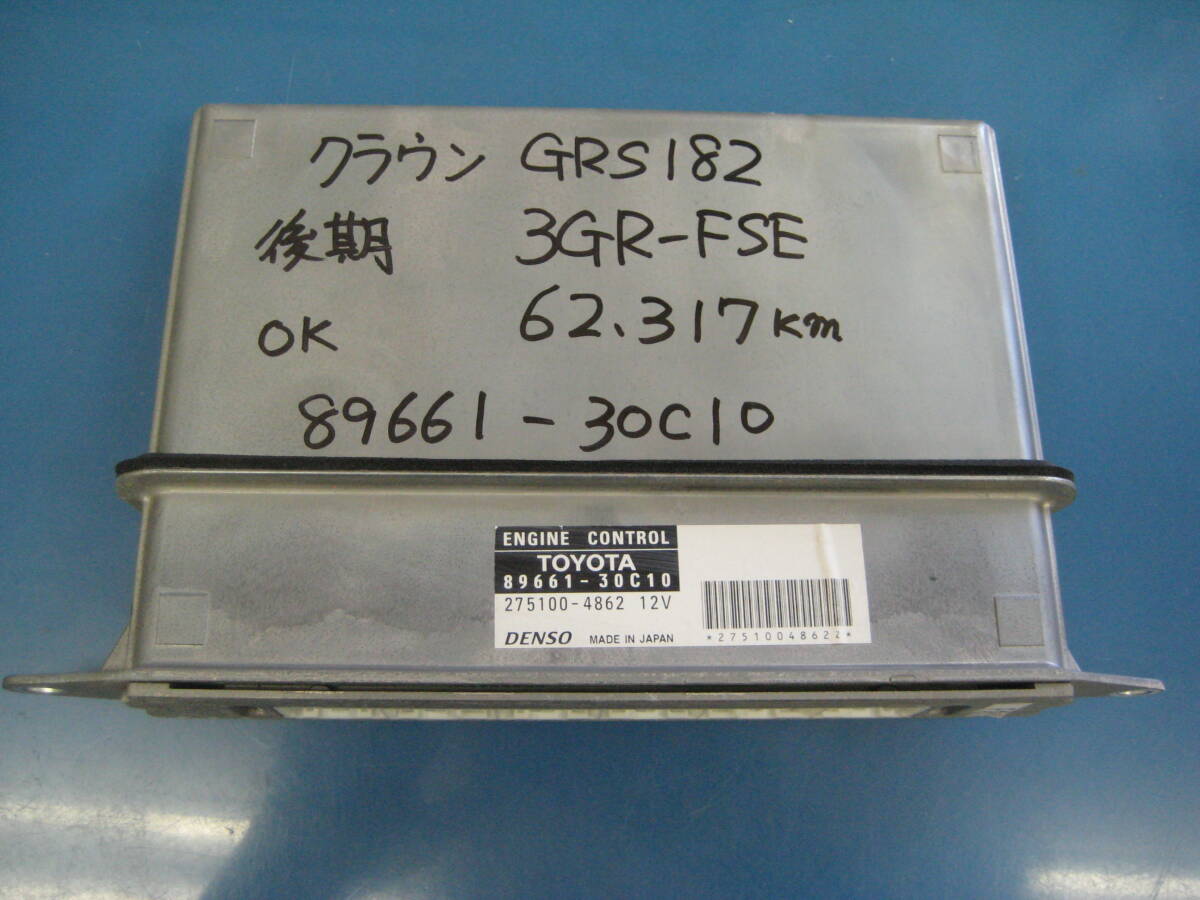 クラウン GRS182
後期 3GR-FSE
OK 62.317km
89661-30C10
ENGINE CONTROL
TOYOTA
89661-30C10
275100-4862 12V
DENSO MADE IN JAPAN
*2751004862Z*